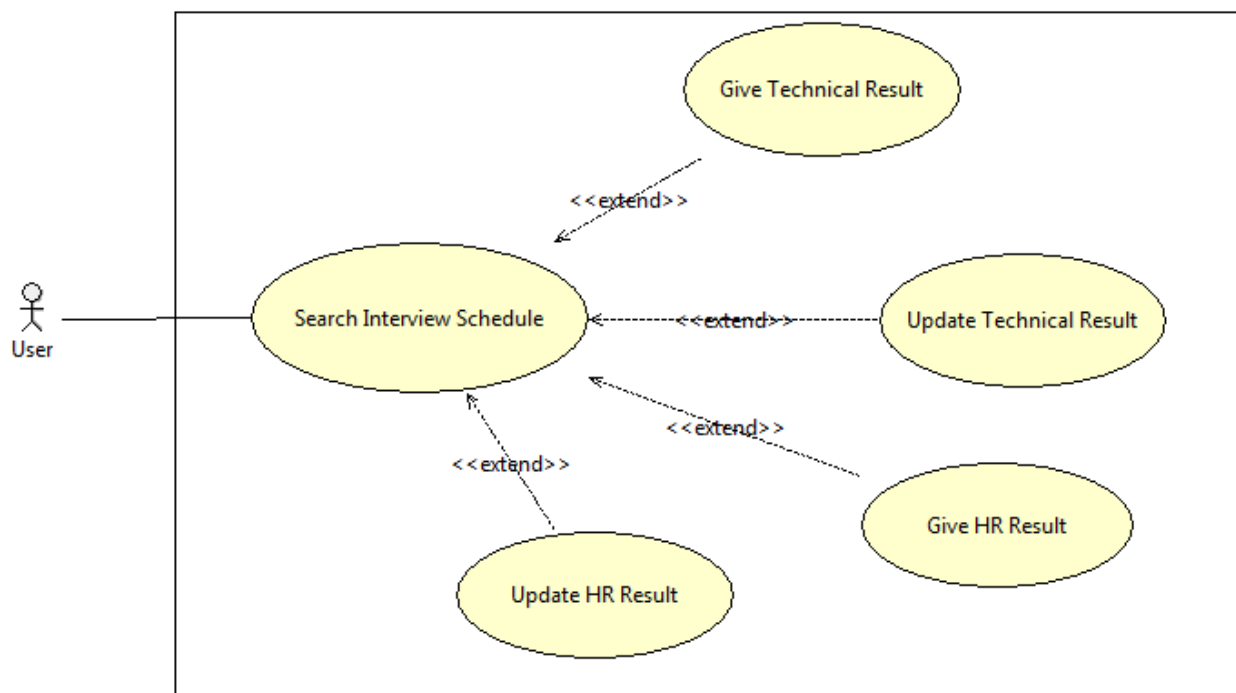 Give Technical Result
<<extend>>
Search Interview Schedule
<<extend>>
Update Technical Result
User
<<extend>>
<<extend>>
Give HR Result
Update HR Result